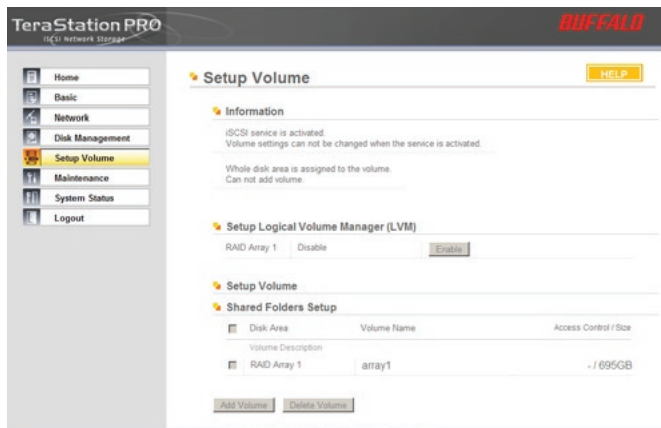 TeraStation PRO
iSCSI Network Storage
BUFFALO
Home
Basic
Network
Disk Management
Setup Volume
Maintenance
System Status
Logout
Setup Volume
HELP
Information
iSCSI service is activated.
Volume settings can not be changed when the service is activated.
Whole disk area is assigned to the volume.
Can not add volume.
Setup Logical Volume Manager (LVM)
RAID Array 1 Disable Enable
Setup Volume
Shared Folders Setup
Disk Area Volume Name Access Control / Size
Volume Description
RAID Array 1 array1 - / 695GB
Add Volume Delete Volume